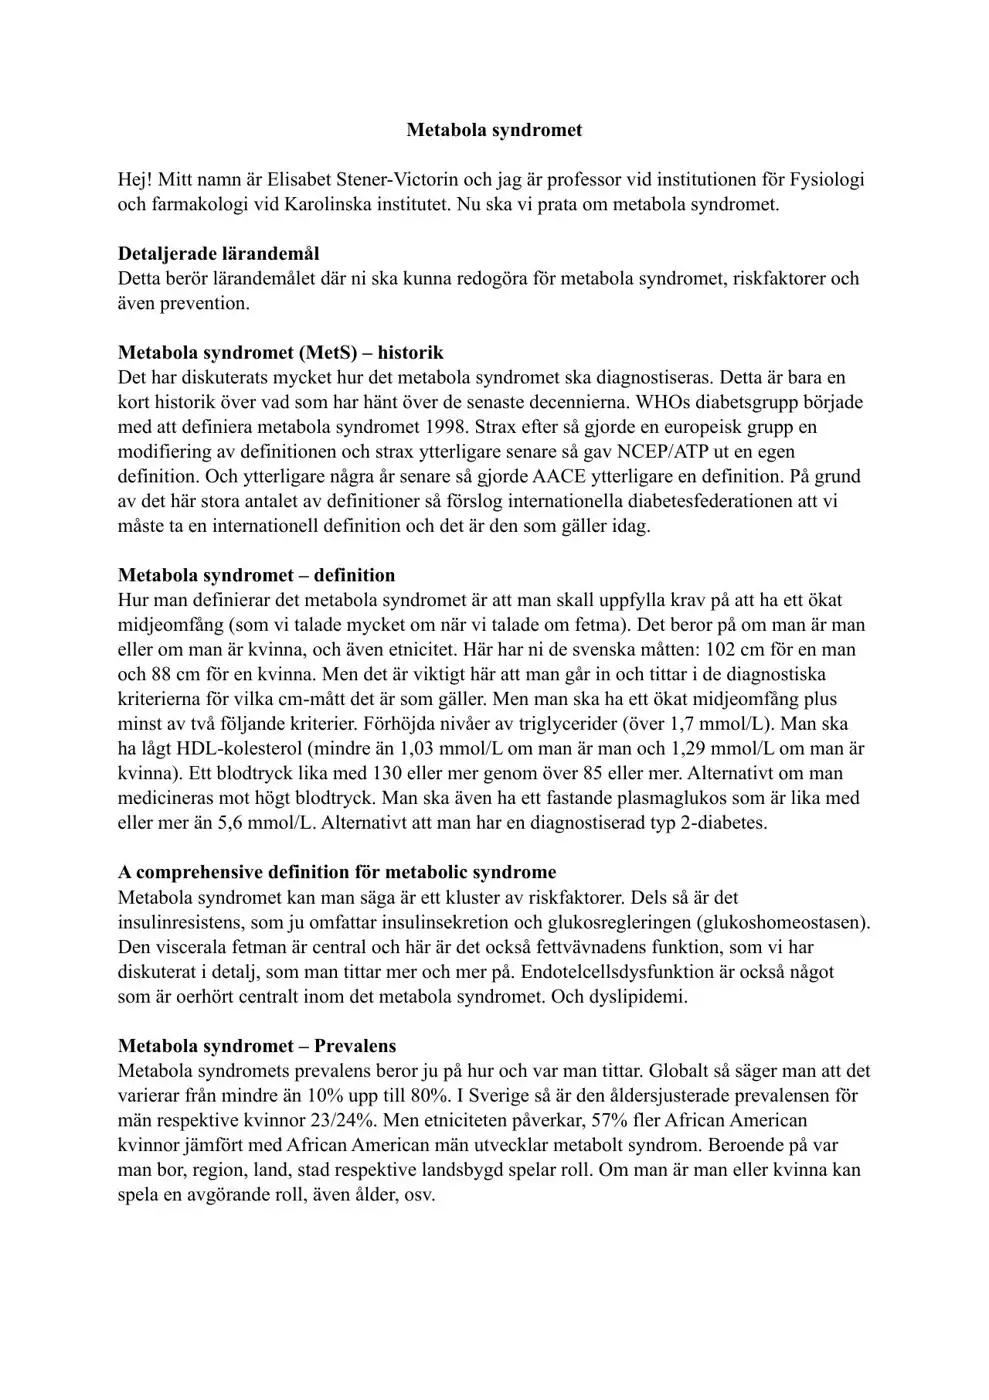 Metabola syndromet
Hej! Mitt namn är Elisabet Stener-Victorin och jag är professor vid institutionen för Fysiologi
och farmakologi vid Karolinska institutet. Nu ska vi prata om metabola syndromet.
Detaljerade lärandemål
Detta berör lärandemålet där ni ska kunna redogöra för metabola syndromet, riskfaktorer och
även prevention.
Metabola syndromet (MetS) – historik
Det har diskuterats mycket hur det metabola syndromet ska diagnostiseras. Detta är bara en
kort historik över vad som har hänt över de senaste decennierna. WHOs diabetsgrupp började
med att definiera metabola syndromet 1998. Strax efter så gjorde en europeisk grupp en
modifiering av definitionen och strax ytterligare senare så gav NCEP/ATP ut en egen
definition. Och ytterligare några år senare så gjorde AACE ytterligare en definition. På grund
av det här stora antalet av definitioner så förslog internationella diabetesfederationen att vi
måste ta en internationell definition och det är den som gäller idag.
Metabola syndromet – definition
Hur man definierar det metabola syndromet är att man skall uppfylla krav på att ha ett ökat
midjeomfång (som vi talade mycket om när vi talade om fetma). Det beror på om man är man
eller om man är kvinna, och även etnicitet. Här har ni de svenska måtten: 102 cm för en man
och 88 cm för en kvinna. Men det är viktigt här att man går in och tittar i de diagnostiska
kriterierna för vilka cm-mått det är som gäller. Men man ska ha ett ökat midjeomfång plus
minst av två följande kriterier. Förhöjda nivåer av triglycerider (över 1,7 mmol/L). Man ska
ha lågt HDL-kolesterol (mindre än 1,03 mmol/L om man är man och 1,29 mmol/L om man är
kvinna). Ett blodtryck lika med 130 eller mer genom över 85 eller mer. Alternativt om man
medicineras mot högt blodtryck. Man ska även ha ett fastande plasmaglukos som är lika med
eller mer än 5,6 mmol/L. Alternativt att man har en diagnostiserad typ 2-diabetes.
A comprehensive definition för metabolic syndrome
Metabola syndromet kan man säga är ett kluster av riskfaktorer. Dels så är det
insulinresistens, som ju omfattar insulinsekretion och glukosregleringen (glukoshomeostasen).
Den viscerala fetman är central och här är det också fettvävnadens funktion, som vi har
diskuterat i detalj, som man tittar mer och mer på. Endotelcellsdysfunktion är också något
som är oerhört centralt inom det metabola syndromet. Och dyslipidemi.
Metabola syndromet – Prevalens
Metabola syndromets prevalens beror ju på hur och var man tittar. Globalt så säger man att det
varierar från mindre än 10% upp till 80%. I Sverige så är den åldersjusterade prevalensen för
män respektive kvinnor 23/24%. Men etniciteten påverkar, 57% fler African American
kvinnor jämfört med African American män utvecklar metabolt syndrom. Beroende på var
man bor, region, land, stad respektive landsbygd spelar roll. Om man är man eller kvinna kan
spela en avgörande roll, även ålder, osv.